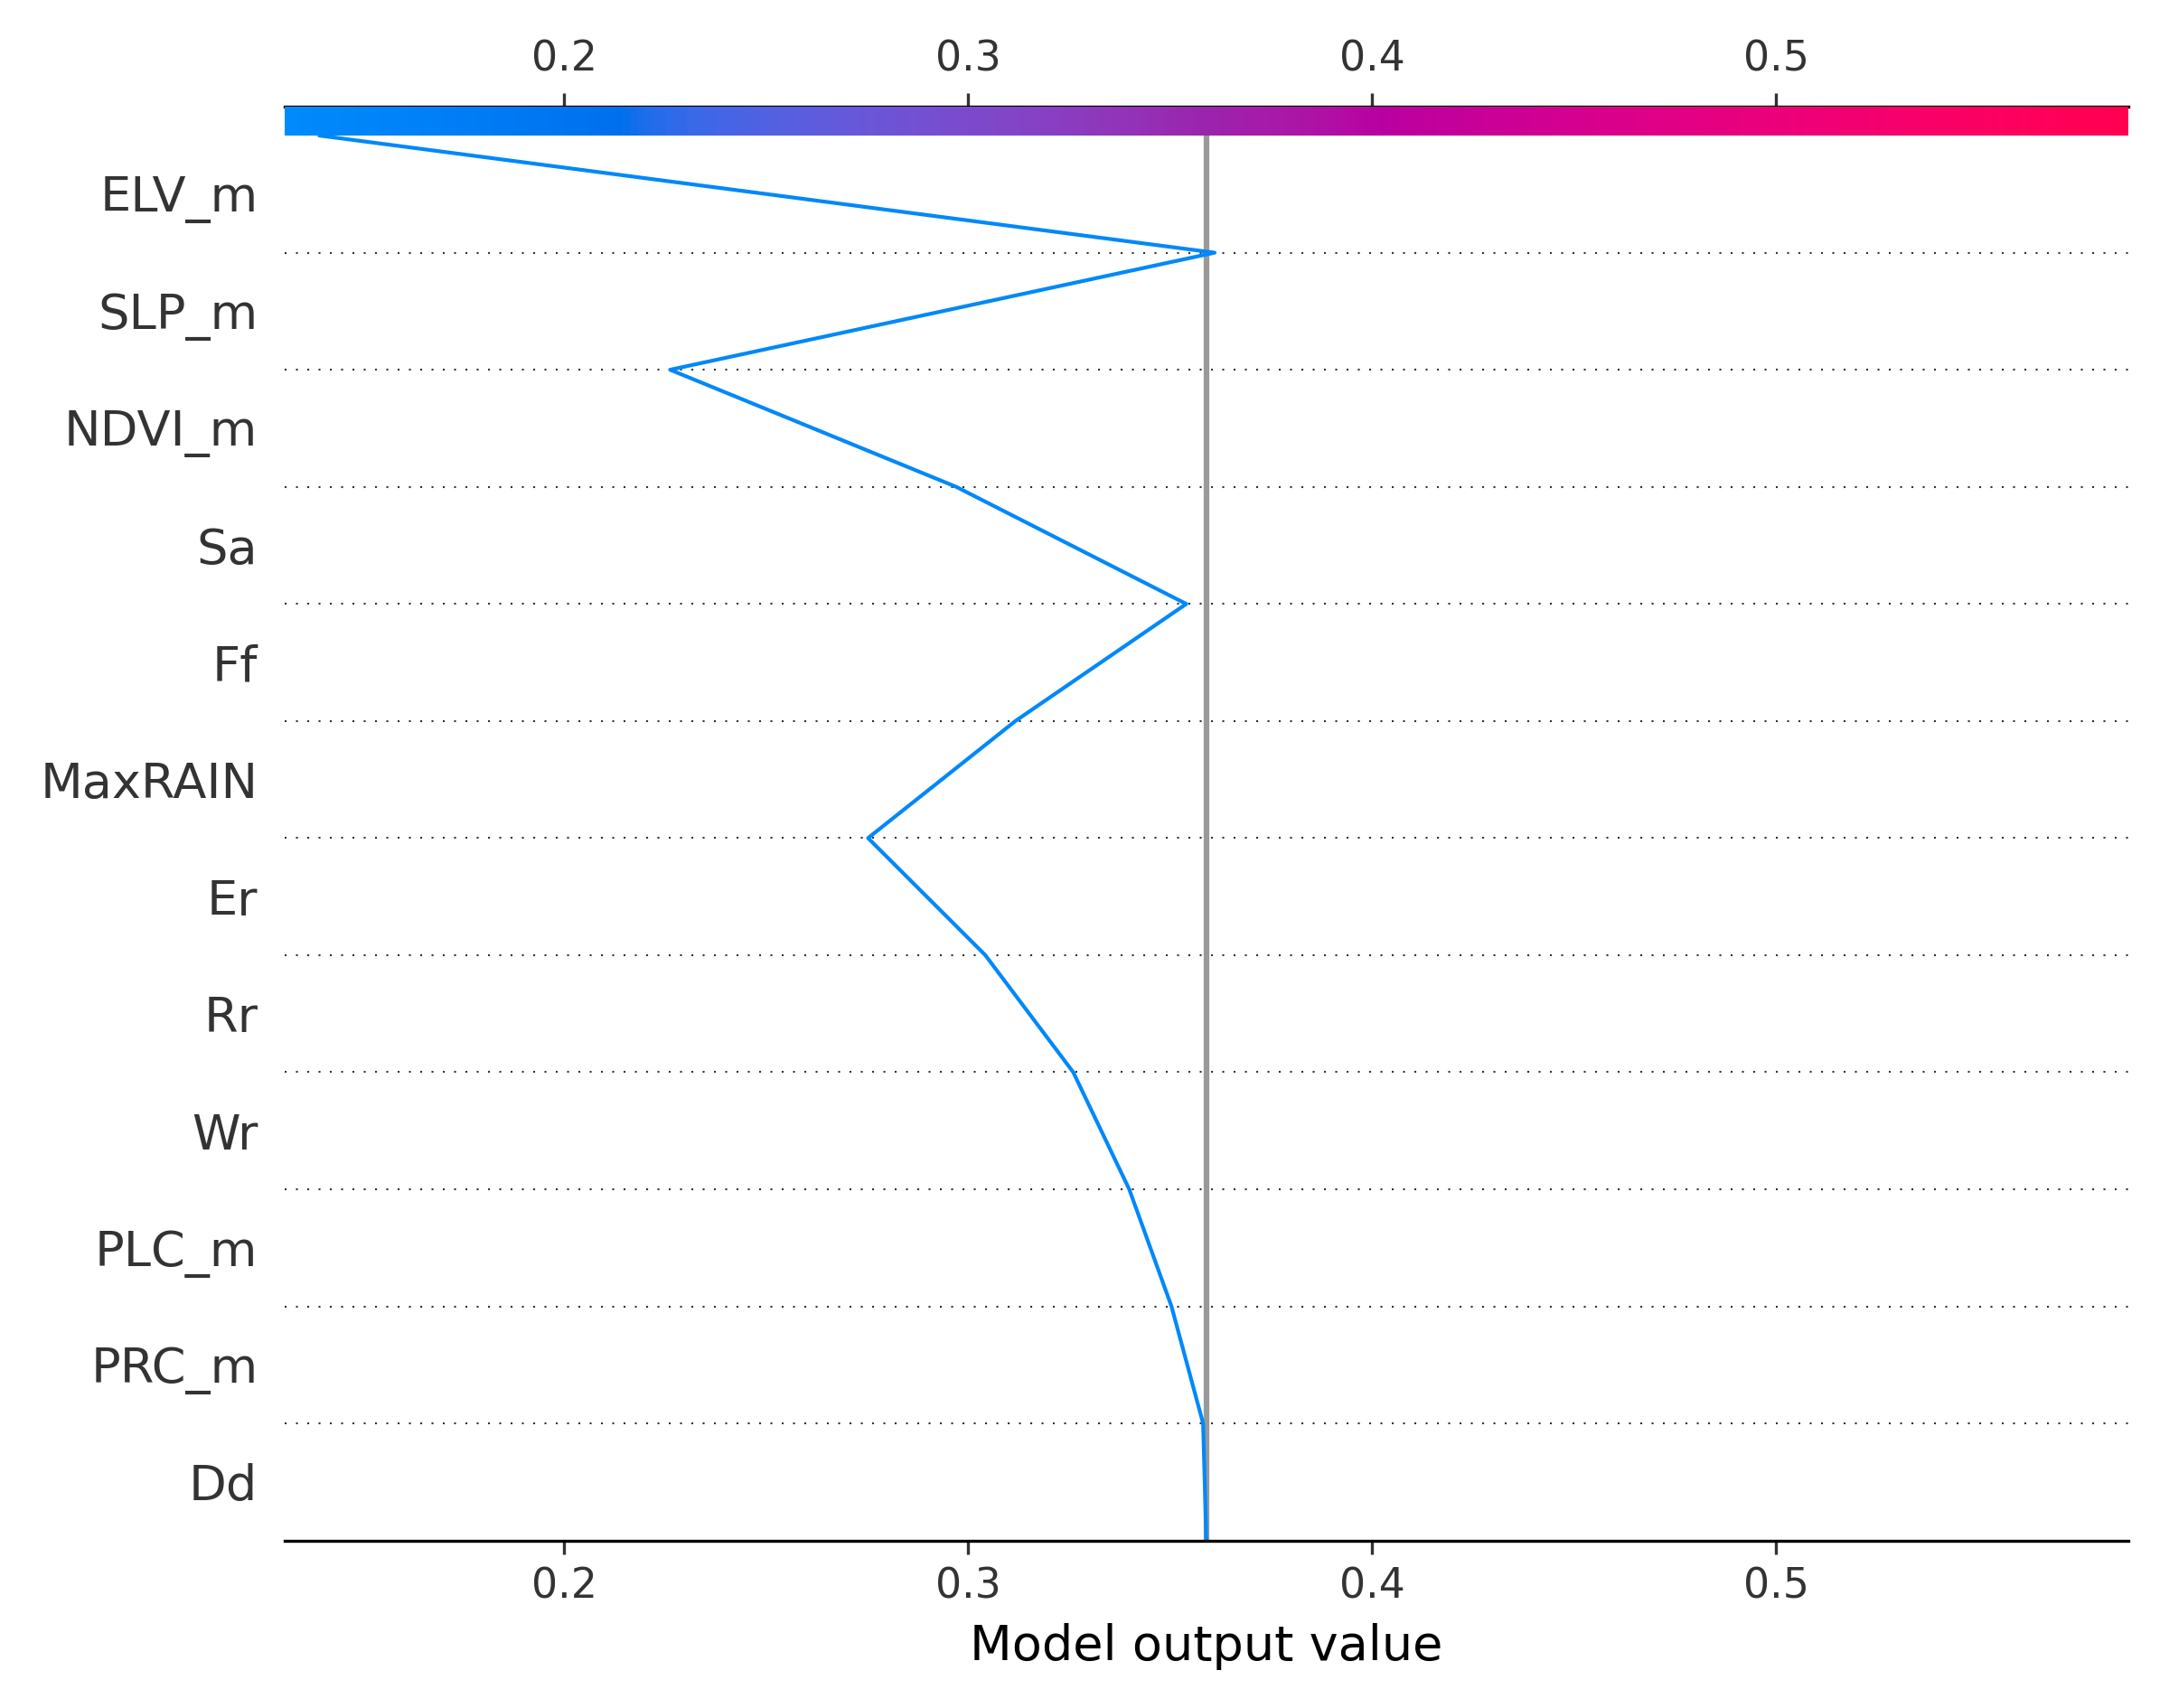 0.2 0.3 0.4 0.5
ELV_m
SLP_m
NDVI_m
Sa
Ff
MaxRAIN
Er
Rr
Wr
PLC_m
PRC_m
Dd
0.2 0.3 0.4 0.5
Model output value